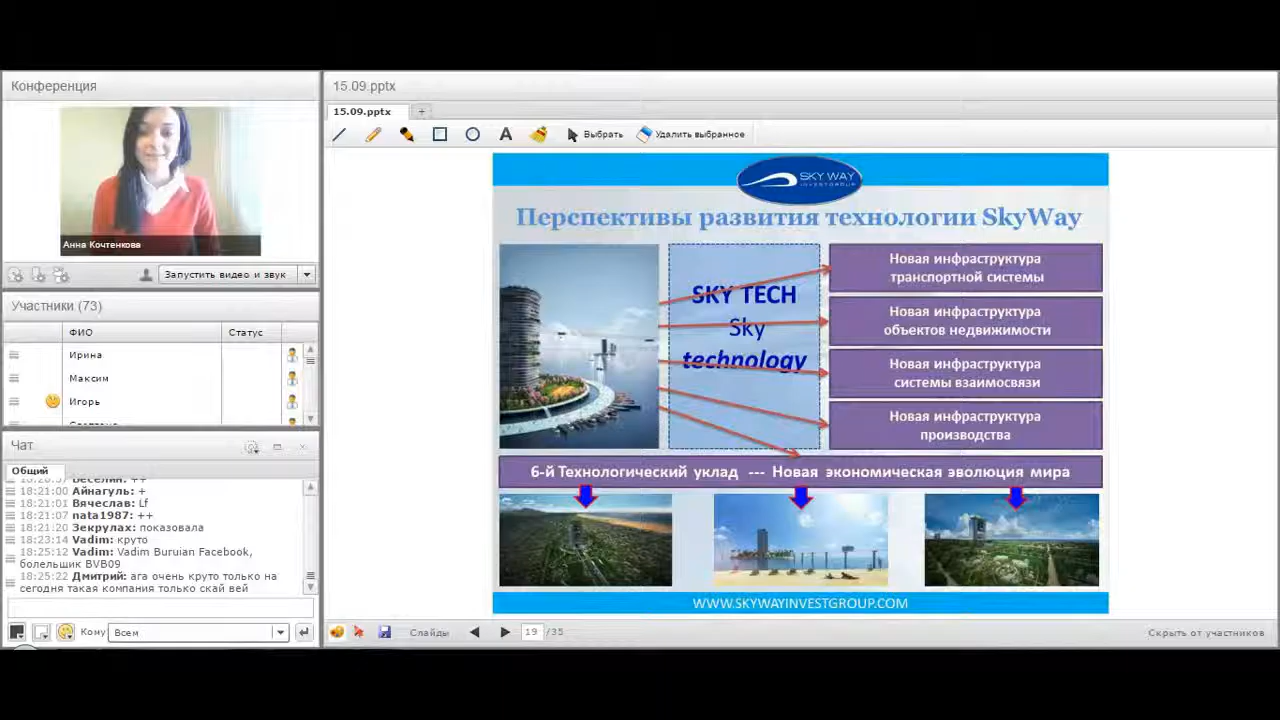 Конференция
Анна Кочтенкова
Запустить видео и звук
Участники (73)
ФИО
Статус
Ирина
Максим
Игорь
Чат
Общий
18:21:00 Айнагуль: +
18:21:01 Вячеслав: Lf
18:21:07 nata1987: ++
18:21:20 Зекрулах: показовала
18:23:14 Vadim: круто
18:25:12 Vadim: Vadim Buruian Facebook,
болельшик BVB09
18:25:22 Дмитрий: ага очень круто только на
сегодня такая компания только скай вей
Кому
Всем
15.09.pptx
15.09.pptx
+
A
Выбрать
Удалить выбранное
SKY WAY
INVESTGROUP
Перспективы развития технологии SkyWay
SKY TECH
Sky
technology
Новая инфраструктура
транспортной системы
Новая инфраструктура
объектов недвижимости
Новая инфраструктура
системы взаимосвязи
Новая инфраструктура
производства
6-й Технологический уклад --- Новая экономическая эволюция мира
WWW.SKYWAYINVESTGROUP.COM
Слайды
19
/35
Скрыть от участников